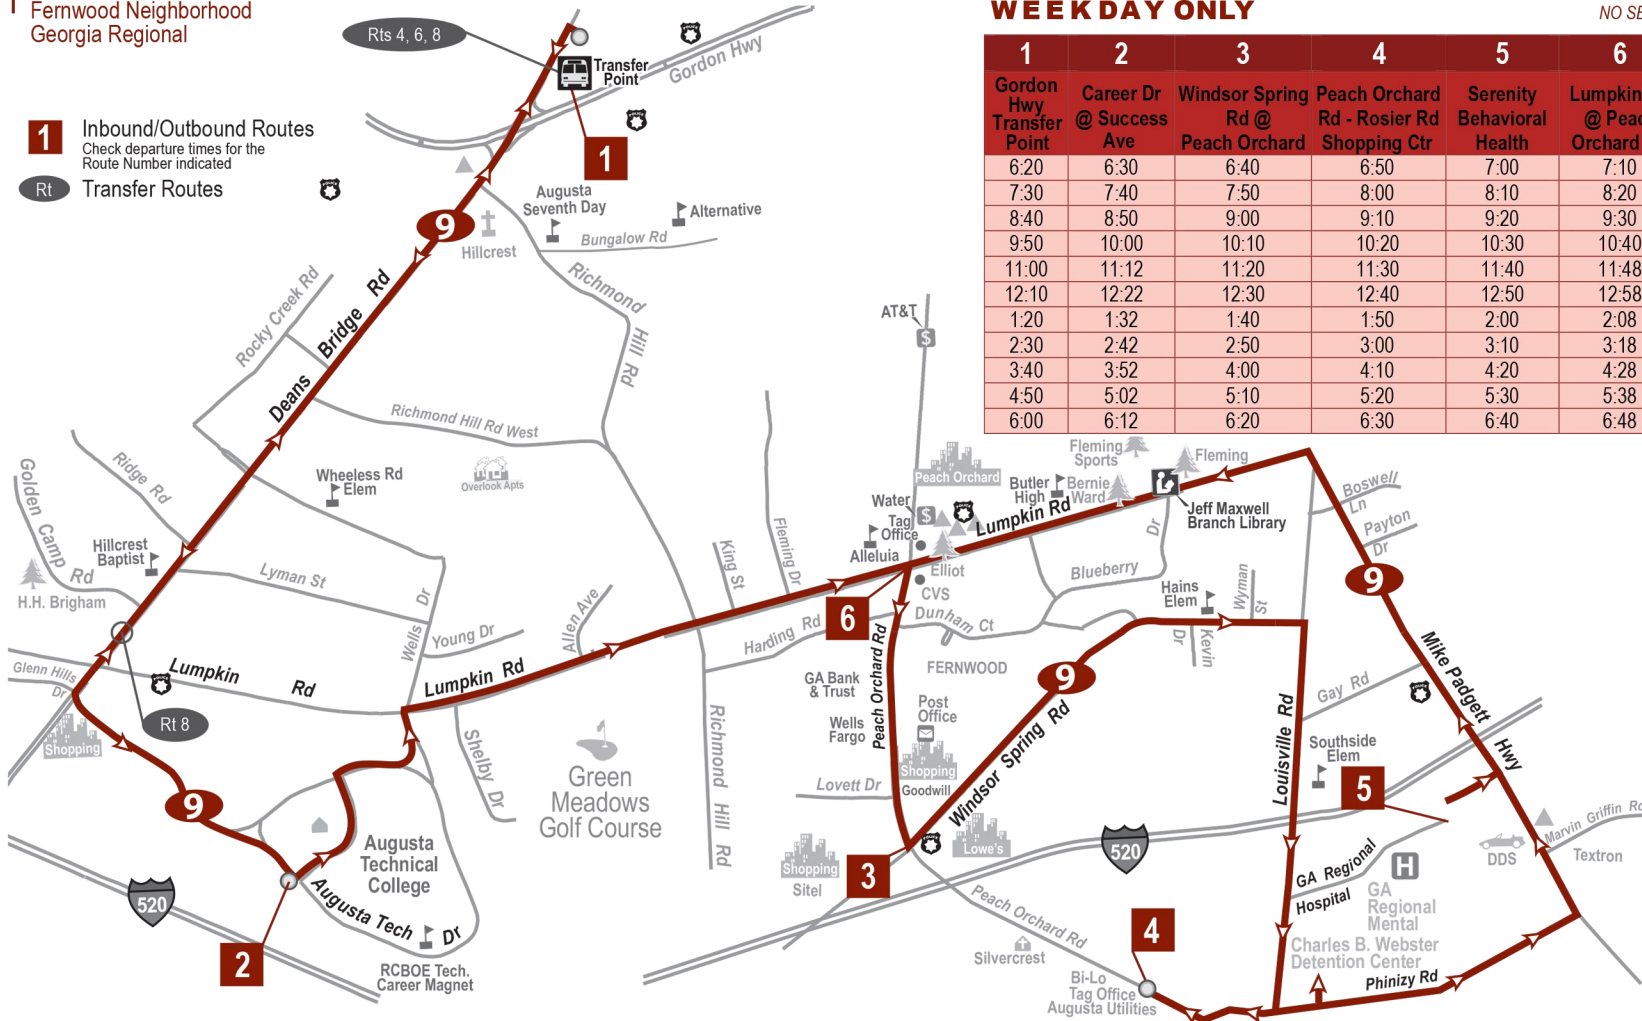 Fernwood Neighborhood
Georgia Regional
1
Inbound/Outbound Routes
Check departure times for the
Route Number indicated
Rt
Transfer Routes
Rts 4, 6, 8
Transfer
Point
Gordon Hwy
1
WEEKDAY ONLY
1 2 3 4 5 6
Gordon Hwy Transfer Point
Career Dr @ Success Ave
Windsor Spring Rd @ Peach Orchard
Peach Orchard Rd - Rosier Rd Shopping Ctr
Serenity Behavioral Health
Lumpkin @ Orchard
6:20 6:30 6:40 6:50 7:00 7:10
7:30 7:40 7:50 8:00 8:10 8:20
8:40 8:50 9:00 9:10 9:20 9:30
9:50 10:00 10:10 10:20 10:30 10:40
11:00 11:12 11:20 11:30 11:40 11:48
12:10 12:22 12:30 12:40 12:50 12:58
1:20 1:32 1:40 1:50 2:00 2:08
2:30 2:42 2:50 3:00 3:10 3:18
3:40 3:52 4:00 4:10 4:20 4:28
4:50 5:02 5:10 5:20 5:30 5:38
6:00 6:12 6:20 6:30 6:40 6:48
9
Hillcrest
Augusta
Seventh Day
Alternative
Bungalow Rd
Richmond Hill Rd
Rocky Creek Rd
Deans Bridge Rd
Richmond Hill Rd West
AT&T
$
Ridge Rd
Golden Camp Rd
Wheeless Rd
Elem
Overlook Apts
Hillcrest
Baptist
H.H. Brigham
Lyman St
Wells Dr
Young Dr
Allen Ave
King St
Fleming Dr
Peach Orchard
Water
$
Tag
Office
Alleluia
Elliot
CVS
Butler
High
Bernie
Ward
Fleming
Sports
Fleming
Lumpkin Rd
Jeff Maxwell
Branch Library
Boswell Ln
Payton Dr
Blueberry Dr
Hains
Elem
Wyman St
Kevin Dr
9
Glenn Hills Dr
Lumpkin Rd
Lumpkin Rd
Rt 8
Shopping
6
Harding Rd
Dunham Ct
FERNWOOD
GA Bank
& Trust
Wells
Fargo
Peach Orchard Rd
Post
Office
Shopping
Goodwill
9
Windsor Spring Rd
Louisville Rd
Gay Rd
Mike Padgett Hwy
Southside
Elem
5
9
Shelby Dr
Green
Meadows
Golf Course
Richmond Hill Rd
Lovett Dr
Shopping
Sitel
3
Lowe's
520
Augusta
Technical
College
Augusta Tech Dr
520
2
RCBOE Tech.
Career Magnet
Peach Orchard Rd
Silvercrest
4
Bi-Lo
Tag Office
Augusta Utilities
GA Regional
Hospital
H
GA
Regional
Mental
Charles B. Webster
Detention Center
Phinizy Rd
DDS
Marvin Griffin
Textron